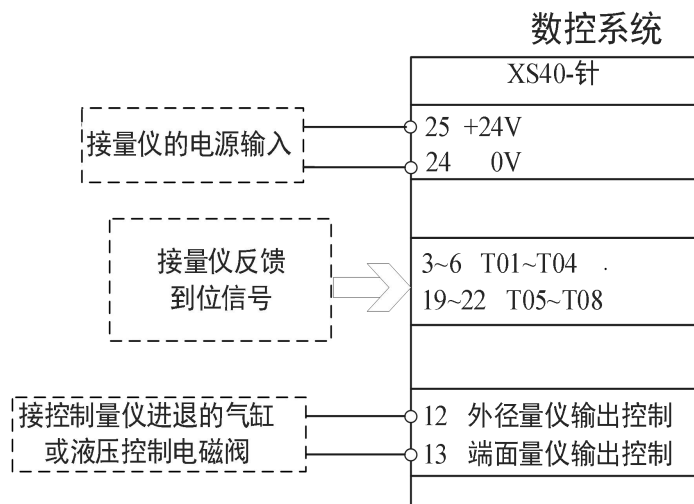 数控系统
XS40-针
接量仪的电源输入
25 +24V
24 0V
接量仪反馈
到位信号
3~6 T01~T04
19~22 T05~T08
接控制量仪进退的气缸
或液压控制电磁阀
12 外径量仪输出控制
13 端面量仪输出控制